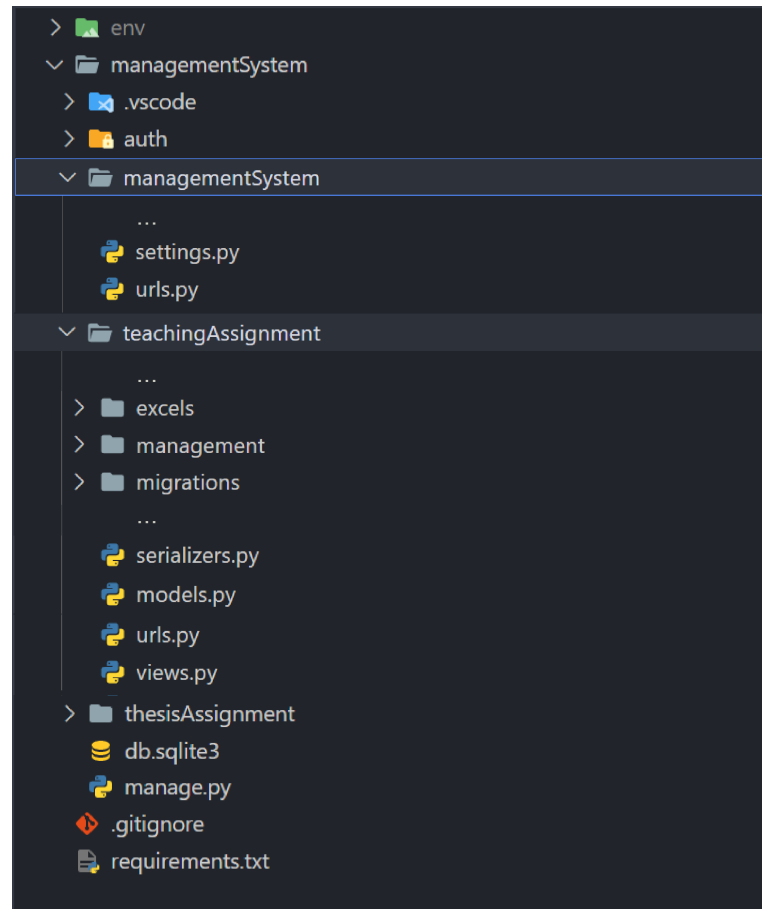 env
managementSystem
.vscode
auth
managementSystem
...
settings.py
urls.py
teachingAssignment
...
excels
management
migrations
...
serializers.py
models.py
urls.py
views.py
thesisAssignment
db.sqlite3
manage.py
.gitignore
requirements.txt